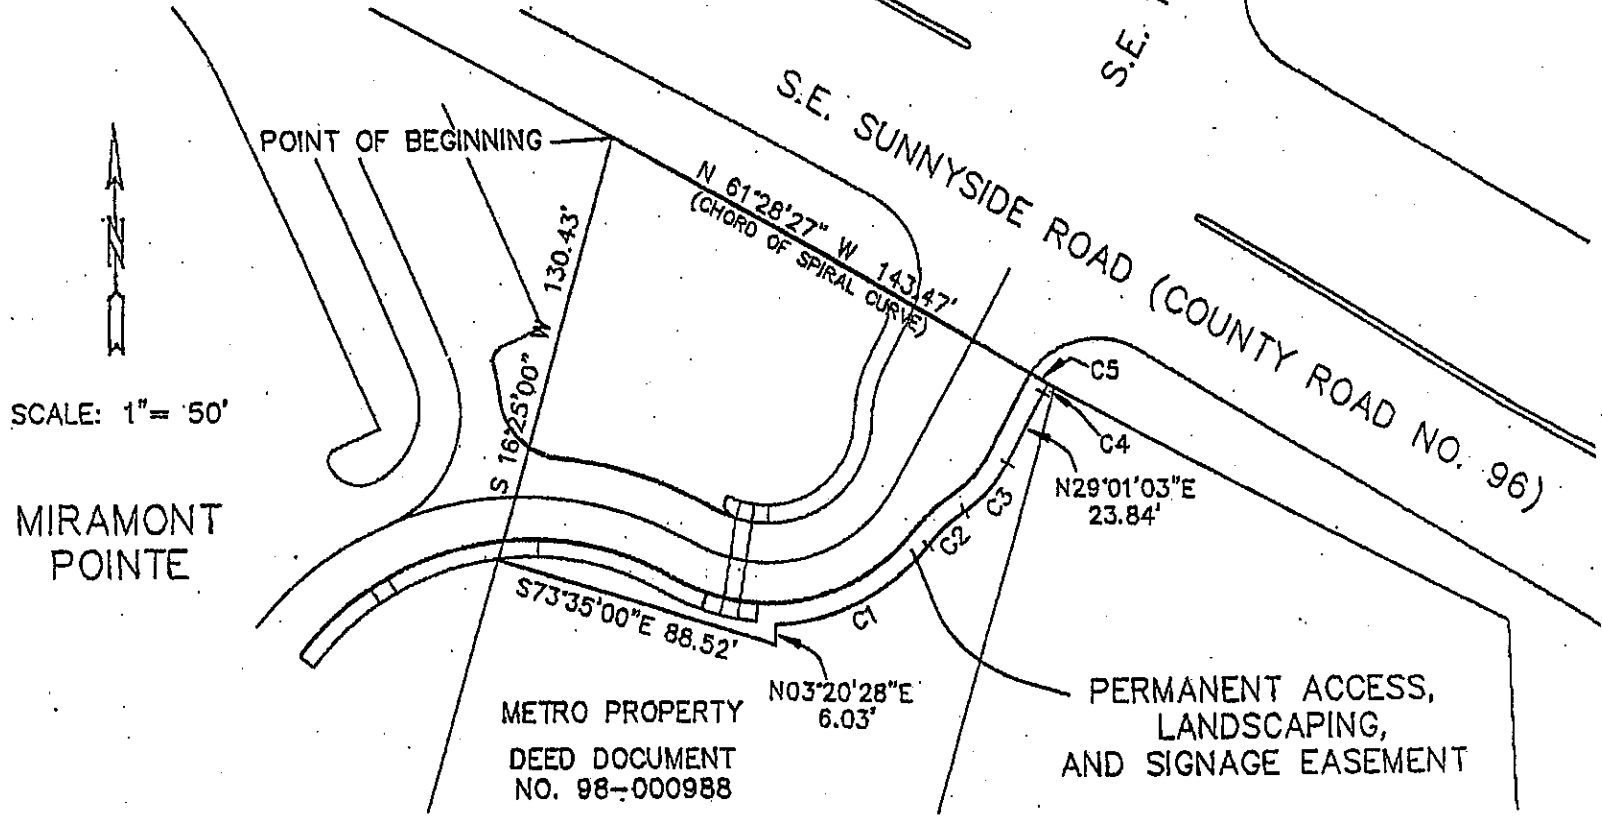 S.E.
S.E. SUNNYSIDE ROAD (COUNTY ROAD NO. 96)
POINT OF BEGINNING
N 61°28'27" W 143.47'
(CHORD OF SPIRAL CURVE)
S 16°25'00" W 130.43'
N
SCALE: 1"= 50'
MIRAMONT
POINTE
C5
C4
N29°01'03"E
23.84'
C3
C2
C1
S73°35'00"E 88.52'
N03°20'28"E
6.03'
METRO PROPERTY
DEED DOCUMENT
NO. 98-000988
PERMANENT ACCESS,
LANDSCAPING,
AND SIGNAGE EASEMENT